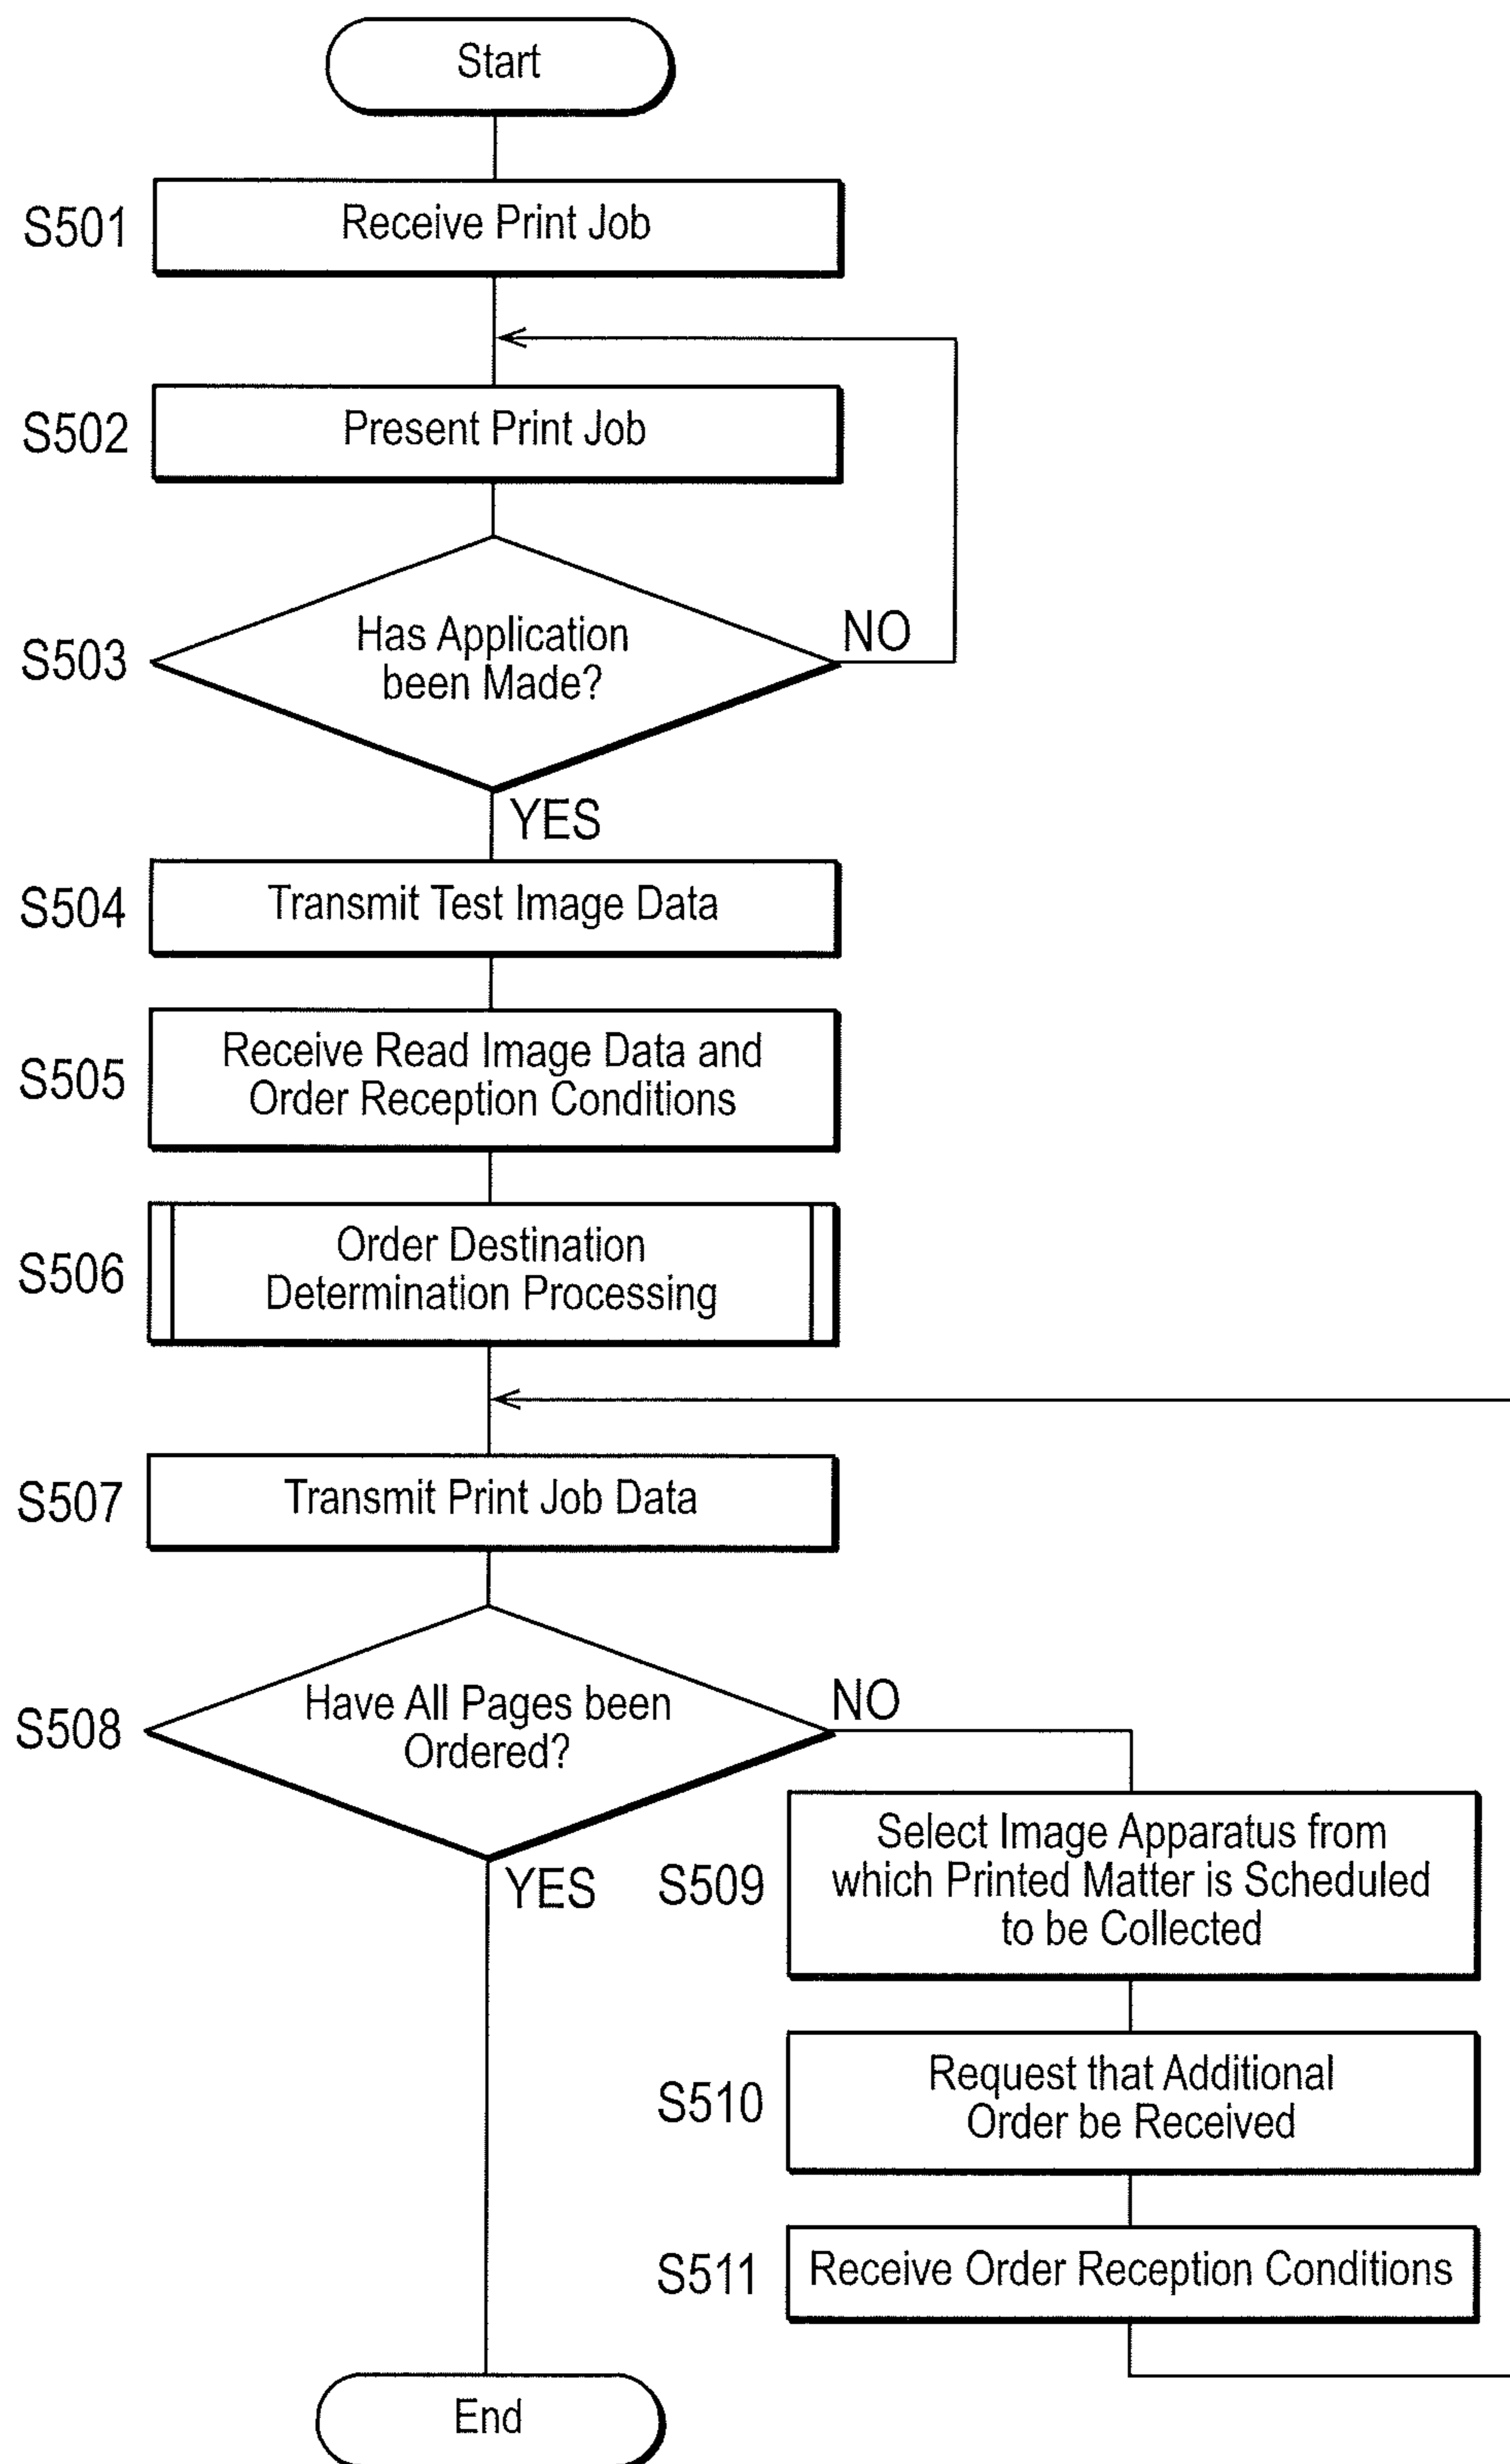 Start
S501
Receive Print Job
S502
Present Print Job
S503
Has Application
been Made?
NO
YES
S504
Transmit Test Image Data
S505
Receive Read Image Data and
Order Reception Conditions
S506
Order Destination
Determination Processing
S507
Transmit Print Job Data
S508
Have All Pages been
Ordered?
NO
YES
S509
Select Image Apparatus from
which Printed Matter is Scheduled
to be Collected
S510
Request that Additional
Order be Received
S511
Receive Order Reception Conditions
End